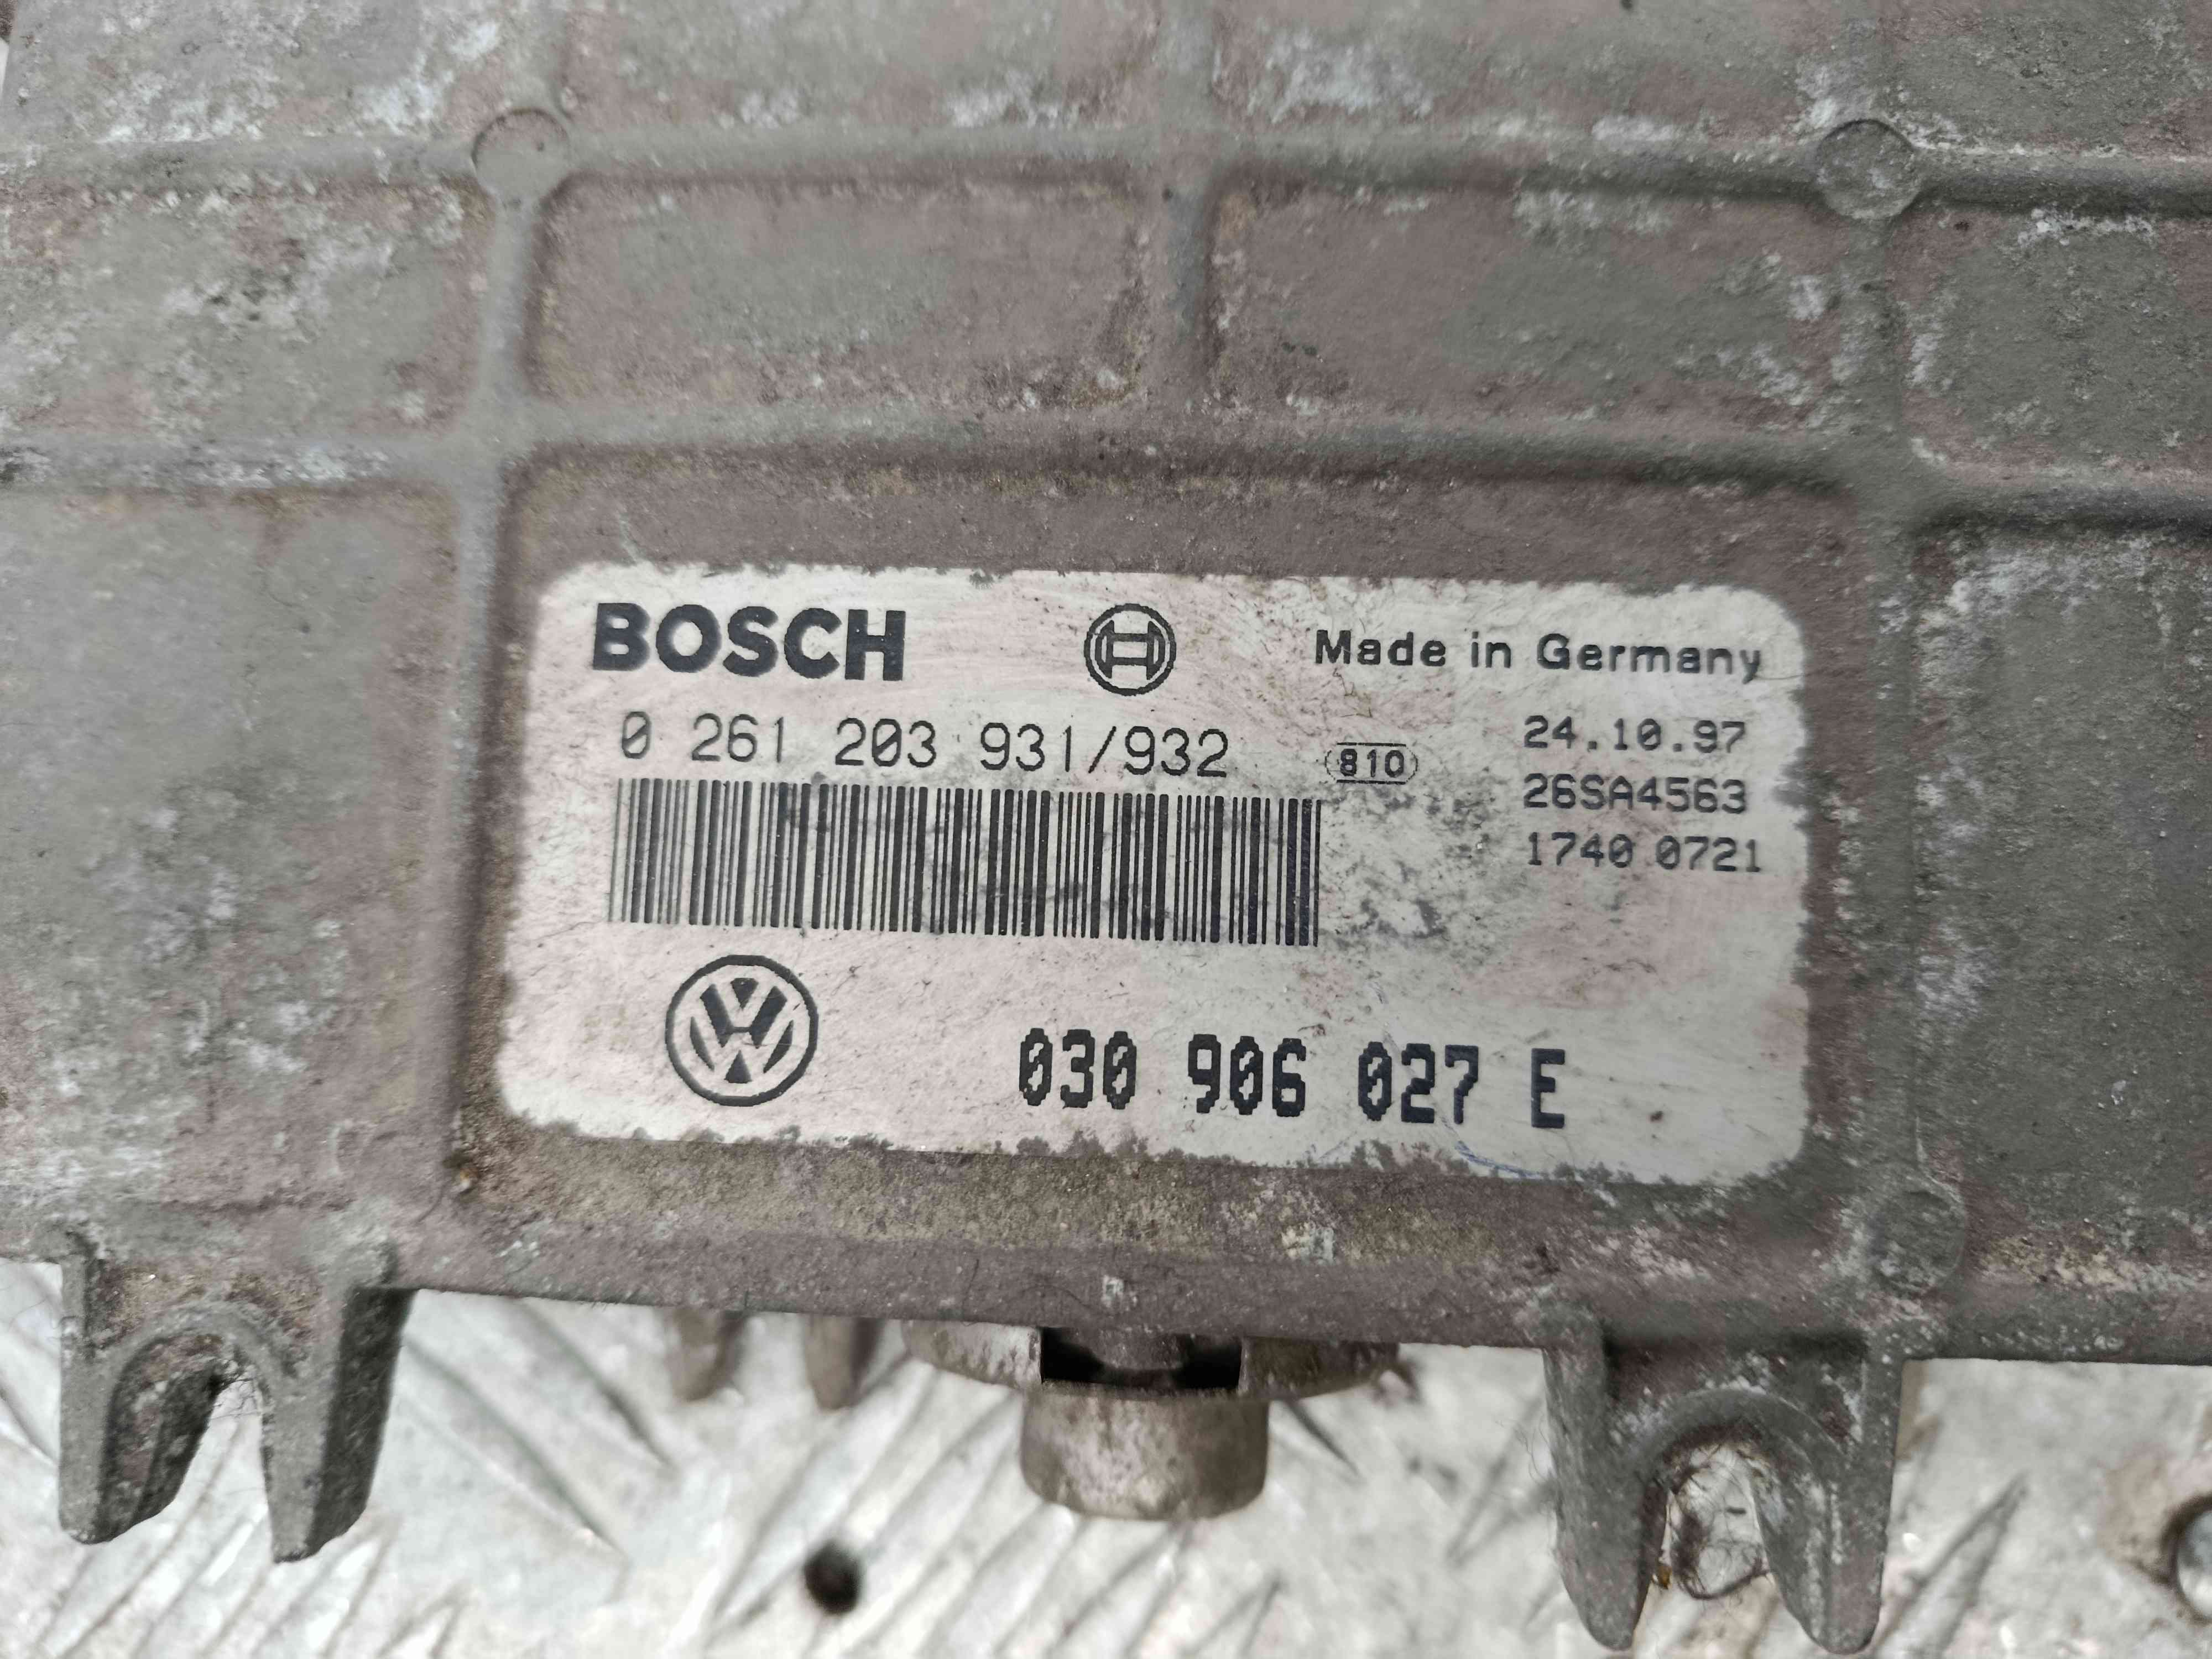 BOSCH Made in Germany
0 261 203 931/932 810 24.10.97
26SA4563
1740 0721
VW
030 906 027 E